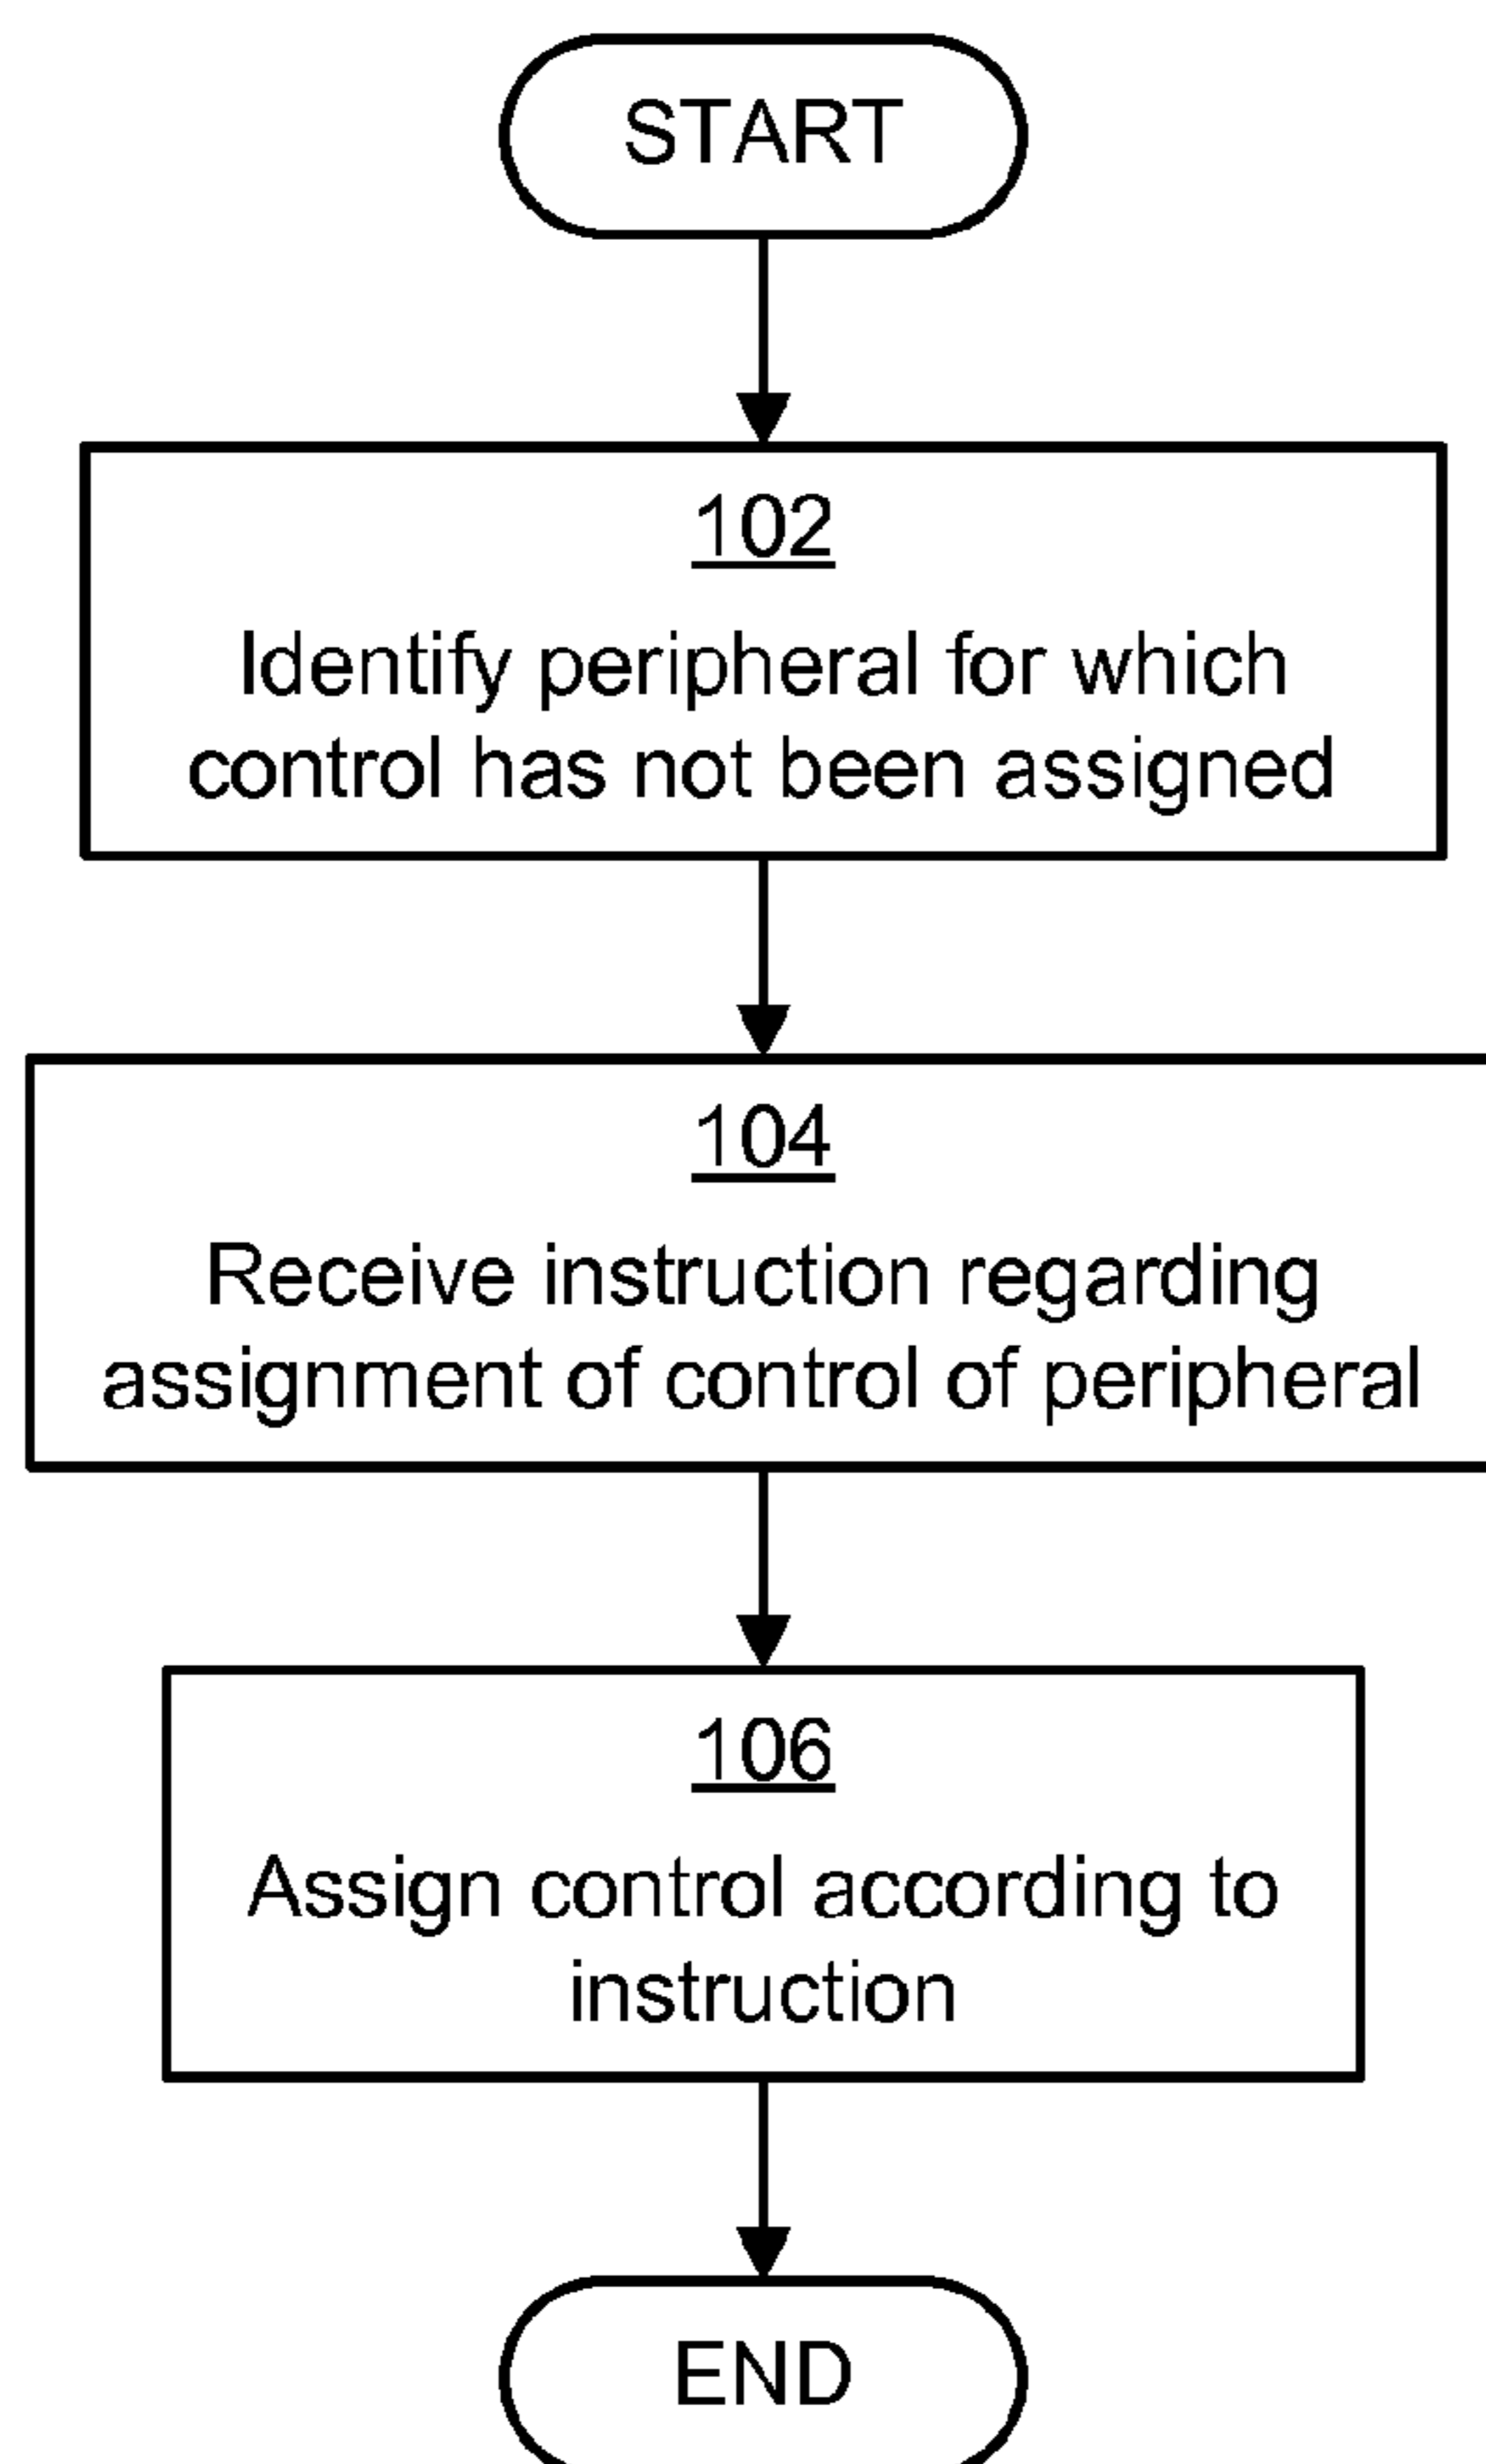 START
102
Identify peripheral for which
control has not been assigned
104
Receive instruction regarding
assignment of control of peripheral
106
Assign control according to
instruction
END